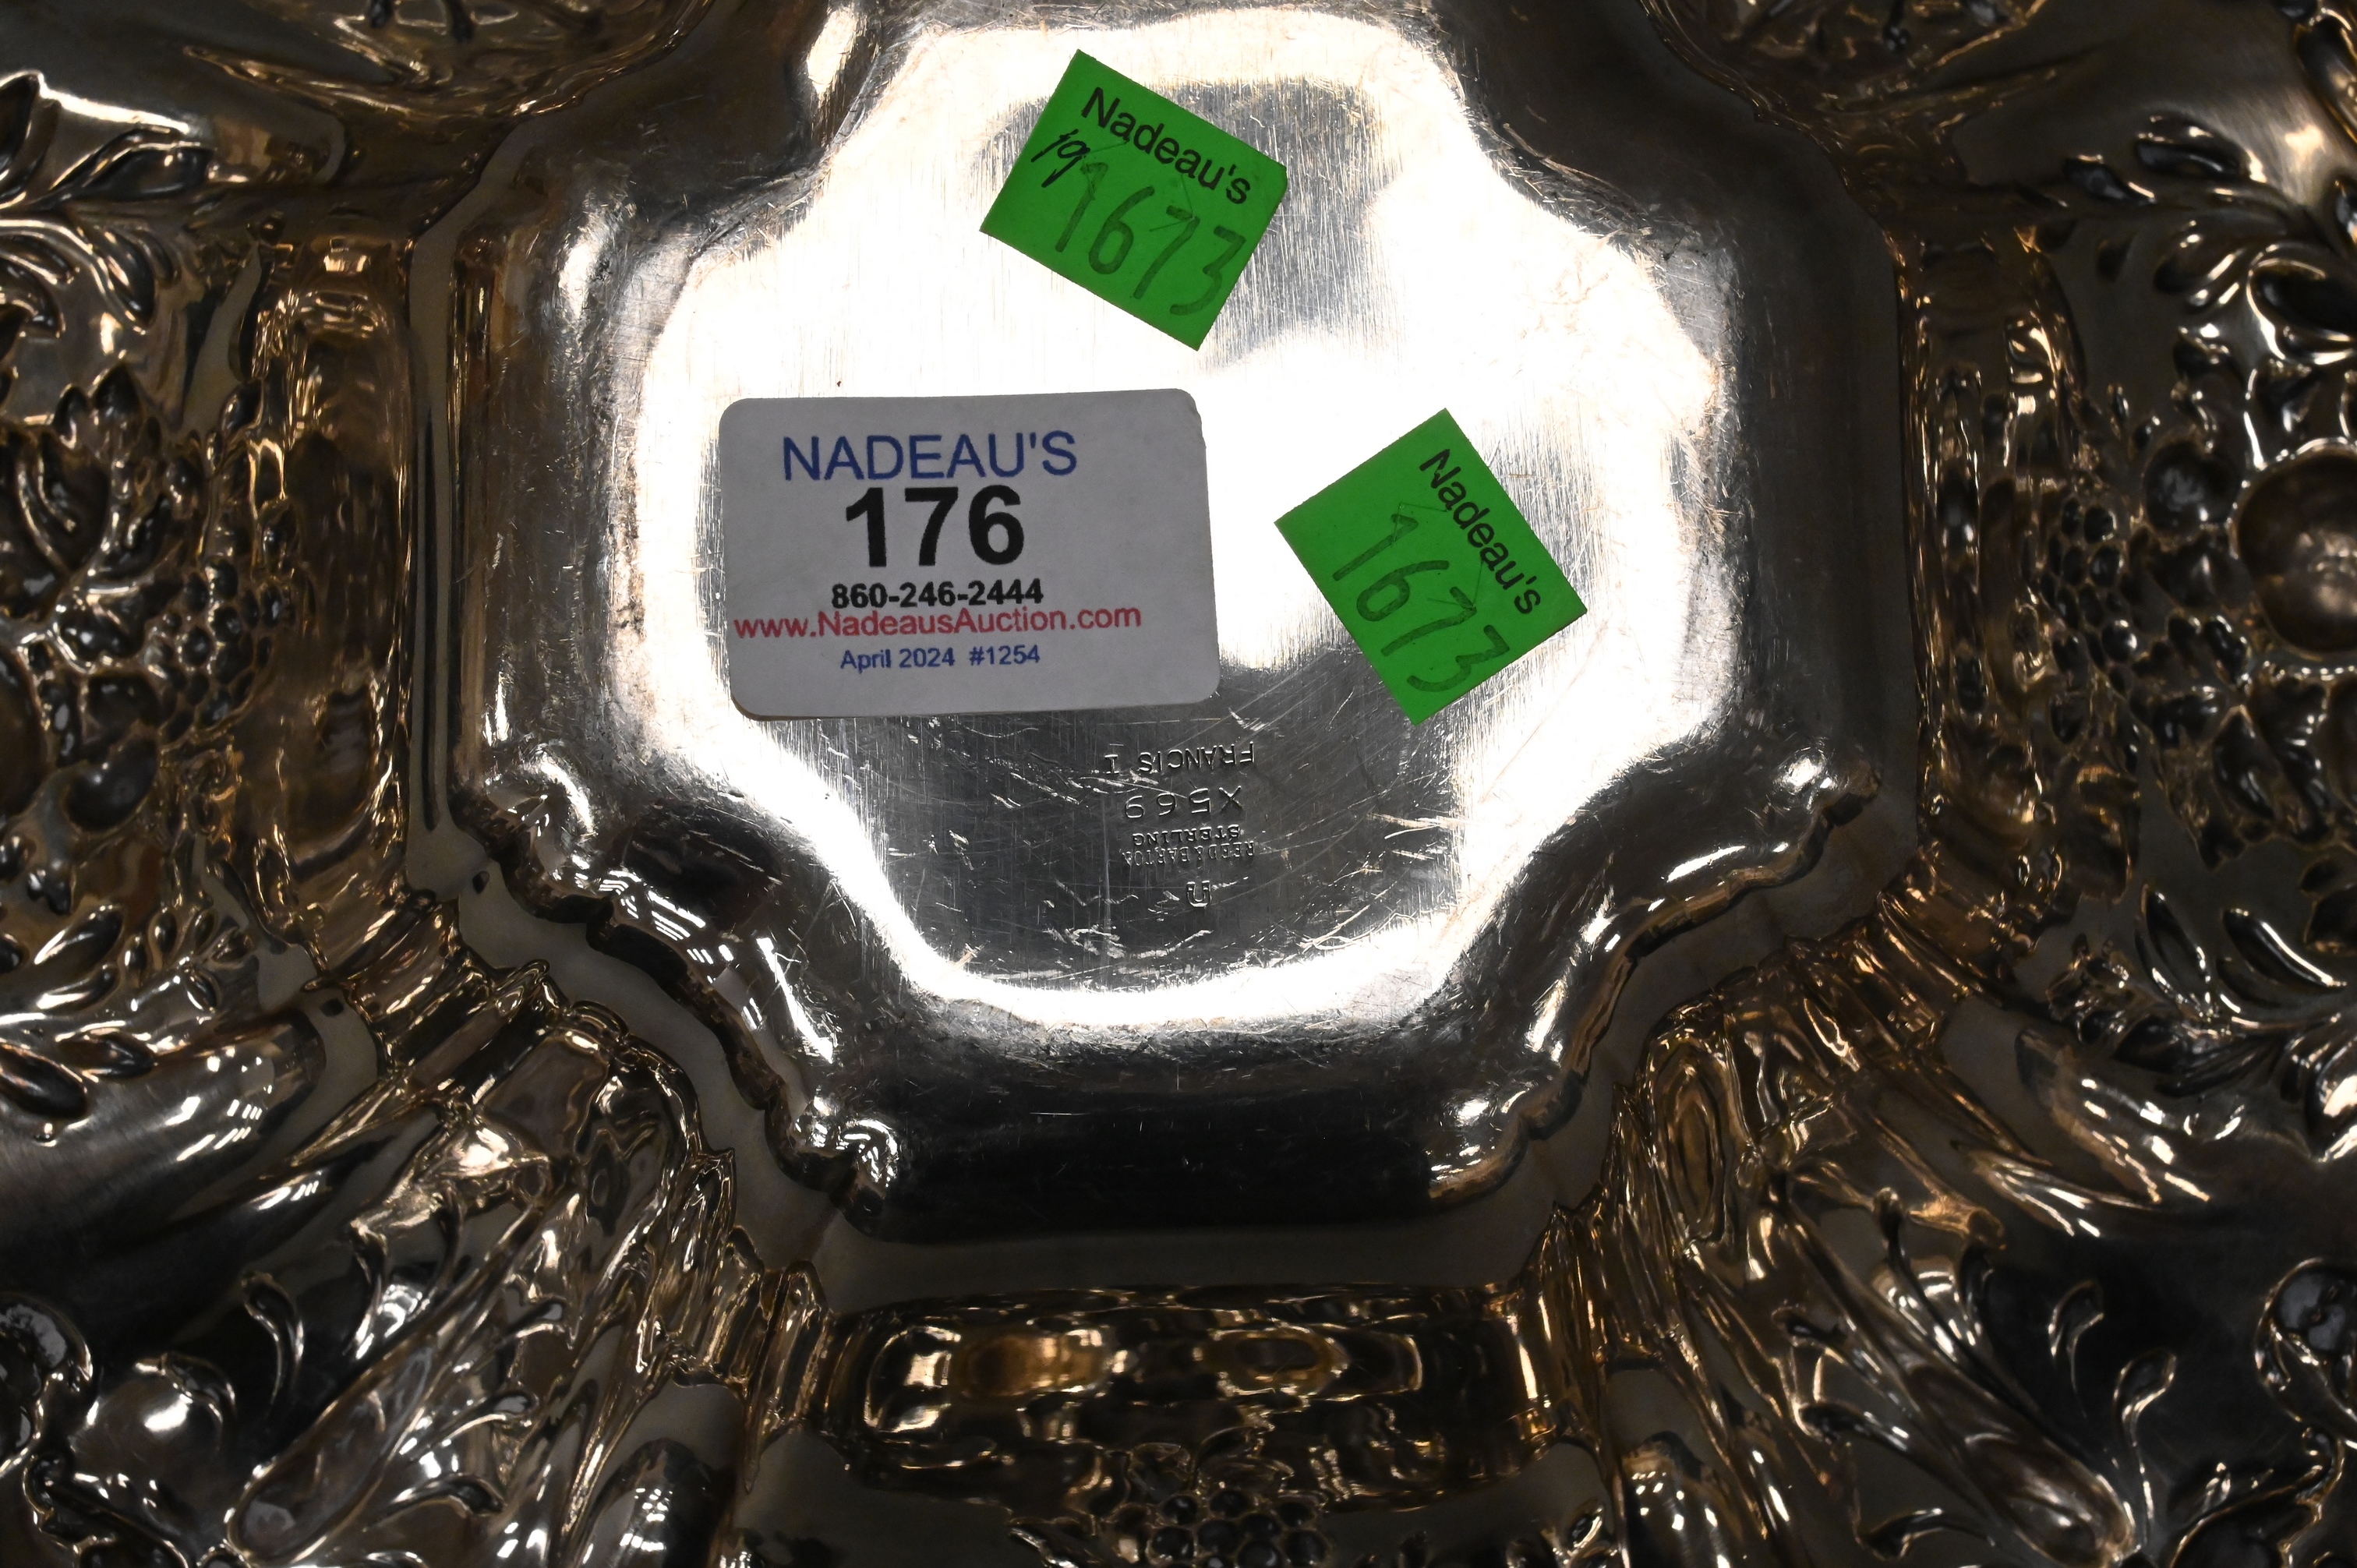 Nadeau's
19
1673
NADEAU'S
176
860-246-2444
www.NadeausAuction.com
April 2024 #1254
Nadeau's
1673
REED & BARTON
STERLING
X569
FRANCIS I